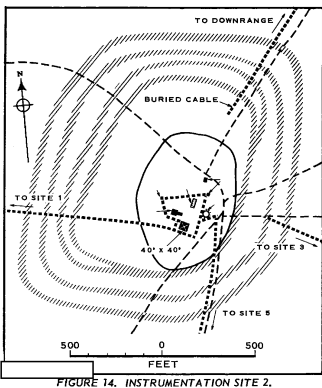 TO DOWNRANGE
N
BURIED CABLE
TO SITE 1
40' X 40'
TO SITE 3
TO SITE 5
500 0 500
FEET
FIGURE 14. INSTRUMENTATION SITE 2.